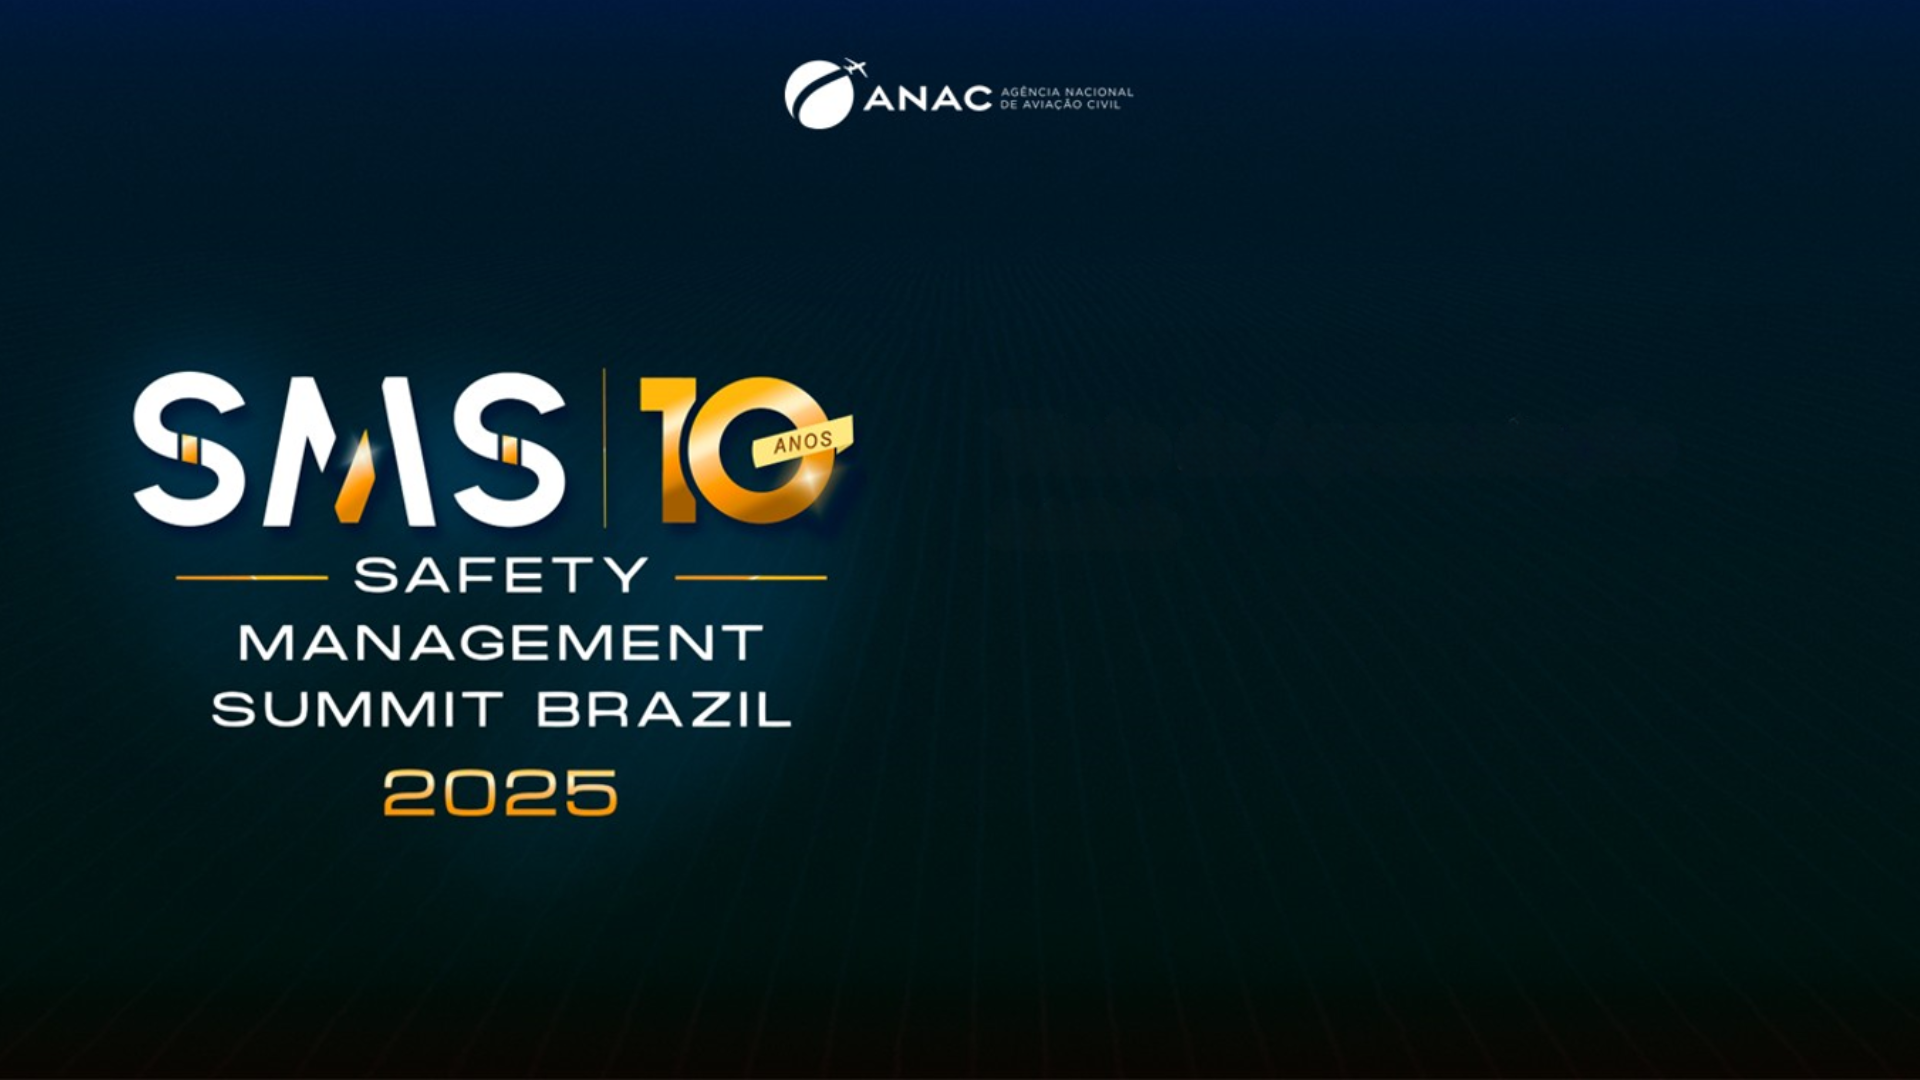 ANAC
AGÊNCIA NACIONAL
DE AVIAÇÃO CIVIL
SMS 10
ANOS
SAFETY
MANAGEMENT
SUMMIT BRAZIL
2025